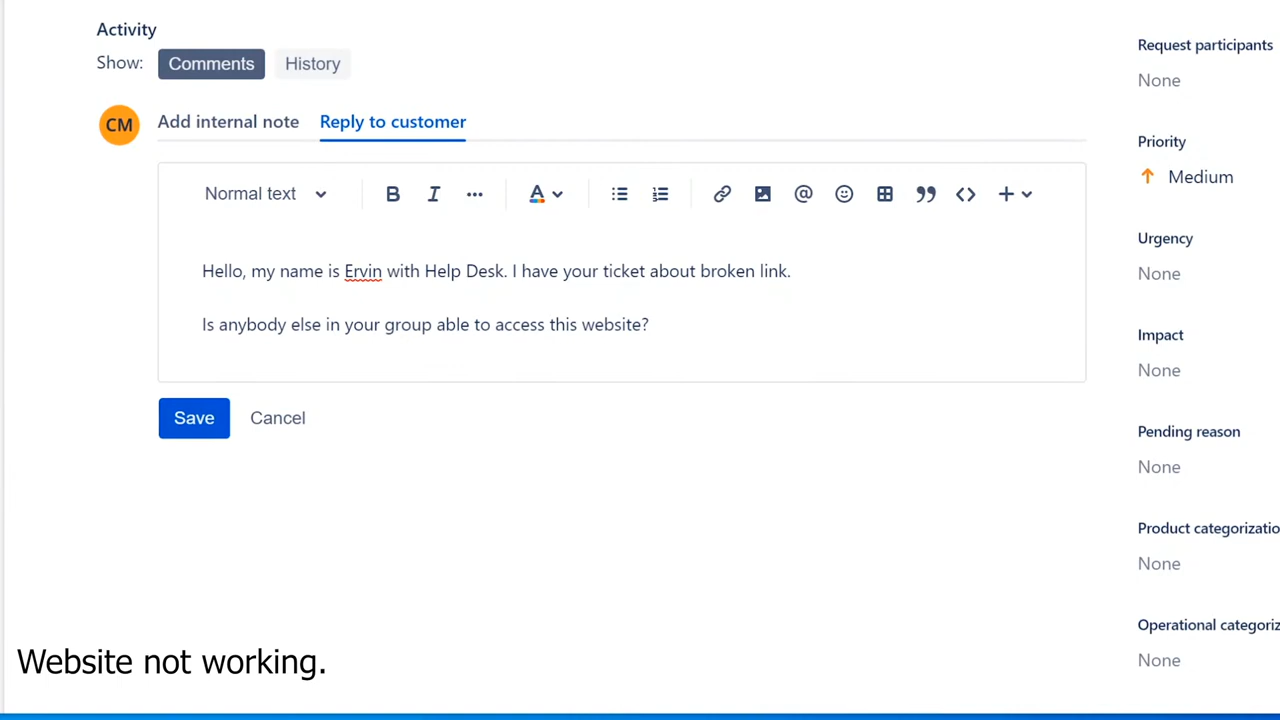 Activity
Show: Comments History
CM Add internal note Reply to customer
Normal text B I ... A
Hello, my name is Ervin with Help Desk. I have your ticket about broken link.
Is anybody else in your group able to access this website?
Save Cancel
Request participants
None
Priority
Medium
Urgency
None
Impact
None
Pending reason
None
Product categorizatio
None
Operational categoriz
None
Website not working.